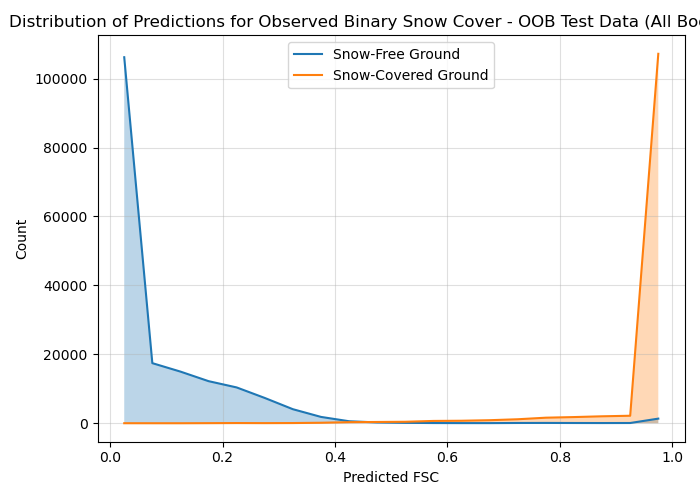 Distribution of Predictions for Observed Binary Snow Cover - OOB Test Data (All
Snow-Free Ground
Snow-Covered Ground
100000
80000
60000
40000
20000
0
Count
0.0 0.2 0.4 0.6 0.8 1.0
Predicted FSC